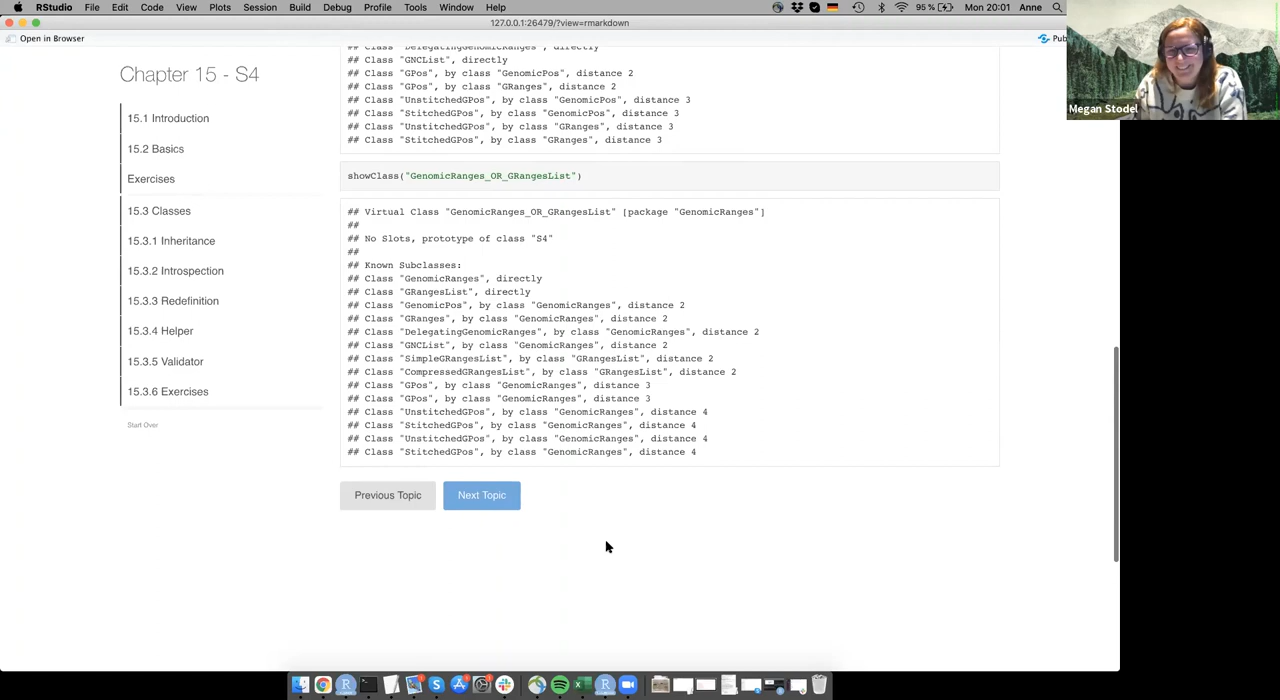 RStudio File Edit Code View Plots Session Build Debug Profile Tools Window Help 95 % Mon 20:01 Anne
127.0.0.1:26479/?view=rmarkdown
Open in Browser
Pub
Megan Stodel
Chapter 15 - S4
15.1 Introduction
15.2 Basics
Exercises
15.3 Classes
15.3.1 Inheritance
15.3.2 Introspection
15.3.3 Redefinition
15.3.4 Helper
15.3.5 Validator
15.3.6 Exercises
Start Over
## Class "DelegatingGenomicRanges", directly
## Class "GNCList", directly
## Class "GPos", by class "GenomicPos", distance 2
## Class "GPos", by class "GRanges", distance 2
## Class "UnstitchedGPos", by class "GenomicPos", distance 3
## Class "StitchedGPos", by class "GenomicPos", distance 3
## Class "UnstitchedGPos", by class "GRanges", distance 3
## Class "StitchedGPos", by class "GRanges", distance 3
showClass("GenomicRanges_OR_GRangesList")
## Virtual Class "GenomicRanges_OR_GRangesList" [package "GenomicRanges"]
##
## No Slots, prototype of class "S4"
##
## Known Subclasses:
## Class "GenomicRanges", directly
## Class "GRangesList", directly
## Class "GenomicPos", by class "GenomicRanges", distance 2
## Class "GRanges", by class "GenomicRanges", distance 2
## Class "DelegatingGenomicRanges", by class "GenomicRanges", distance 2
## Class "GNCList", by class "GenomicRanges", distance 2
## Class "SimpleGRangesList", by class "GRangesList", distance 2
## Class "CompressedGRangesList", by class "GRangesList", distance 2
## Class "GPos", by class "GenomicRanges", distance 3
## Class "GPos", by class "GenomicRanges", distance 3
## Class "UnstitchedGPos", by class "GenomicRanges", distance 4
## Class "StitchedGPos", by class "GenomicRanges", distance 4
## Class "UnstitchedGPos", by class "GenomicRanges", distance 4
## Class "StitchedGPos", by class "GenomicRanges", distance 4
Previous Topic
Next Topic